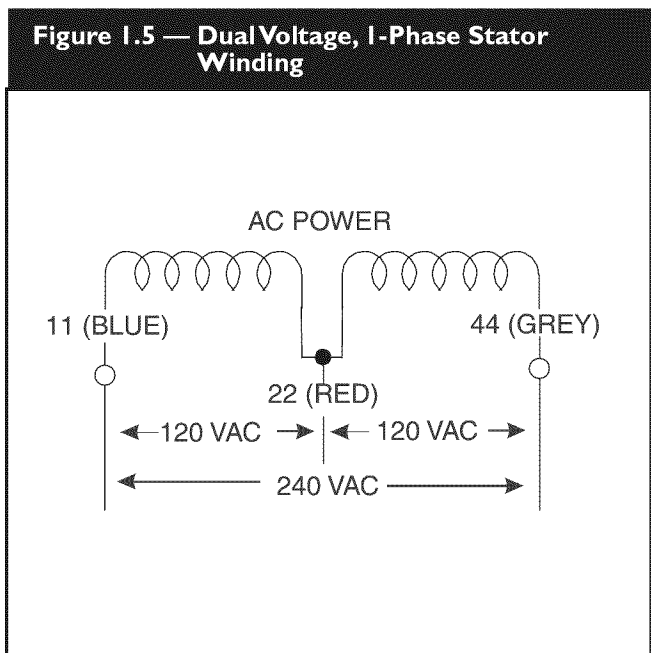 Figure 1.5 — Dual Voltage, 1-Phase Stator
Winding
AC POWER
11 (BLUE)
44 (GREY)
22 (RED)
120 VAC
120 VAC
240 VAC